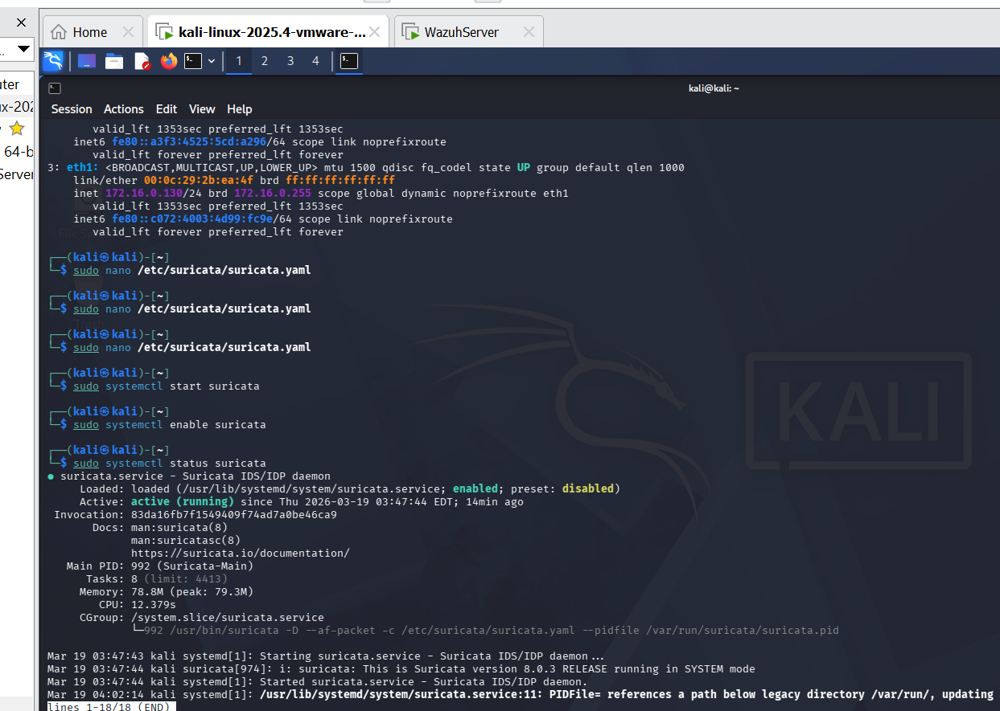 Home
kali-linux-2025.4-vmware-...
WazuhServer
1 2 3 4
uter
ux-202
64-b
Server
kali@kali: ~
Session Actions Edit View Help
valid_lft 1353sec preferred_lft 1353sec
inet6 fe80::a3f3:4525:5cd:a296/64 scope link noprefixroute
valid_lft forever preferred_lft forever
3: eth1: <BROADCAST,MULTICAST,UP,LOWER_UP> mtu 1500 qdisc fq_codel state UP group default qlen 1000
link/ether 00:0c:29:2b:ea:4f brd ff:ff:ff:ff:ff:ff
inet 172.16.0.130/24 brd 172.16.0.255 scope global dynamic noprefixroute eth1
valid_lft 1353sec preferred_lft 1353sec
inet6 fe80::c072:4003:4d99:fc9e/64 scope link noprefixroute
valid_lft forever preferred_lft forever
┌──(kali㉿kali)-[~]
└─$ sudo nano /etc/suricata/suricata.yaml
┌──(kali㉿kali)-[~]
└─$ sudo nano /etc/suricata/suricata.yaml
┌──(kali㉿kali)-[~]
└─$ sudo nano /etc/suricata/suricata.yaml
┌──(kali㉿kali)-[~]
└─$ sudo systemctl start suricata
┌──(kali㉿kali)-[~]
└─$ sudo systemctl enable suricata
┌──(kali㉿kali)-[~]
└─$ sudo systemctl status suricata
● suricata.service - Suricata IDS/IDP daemon
Loaded: loaded (/usr/lib/systemd/system/suricata.service; enabled; preset: disabled)
Active: active (running) since Thu 2026-03-19 03:47:44 EDT; 14min ago
Invocation: 83da16fb7f1549409f74ad7a0be46ca9
Docs: man:suricata(8)
man:suricatasc(8)
https://suricata.io/documentation/
Main PID: 992 (Suricata-Main)
Tasks: 8 (limit: 4413)
Memory: 78.8M (peak: 79.3M)
CPU: 12.379s
CGroup: /system.slice/suricata.service
└─992 /usr/bin/suricata -D --af-packet -c /etc/suricata/suricata.yaml --pidfile /var/run/suricata/suricata.pid
Mar 19 03:47:43 kali systemd[1]: Starting suricata.service - Suricata IDS/IDP daemon...
Mar 19 03:47:44 kali suricata[974]: i: suricata: This is Suricata version 8.0.3 RELEASE running in SYSTEM mode
Mar 19 03:47:44 kali systemd[1]: Started suricata.service - Suricata IDS/IDP daemon.
Mar 19 04:02:14 kali systemd[1]: /usr/lib/systemd/system/suricata.service:11: PIDFile= references a path below legacy directory /var/run/, updating
lines 1-18/18 (END)
KALI